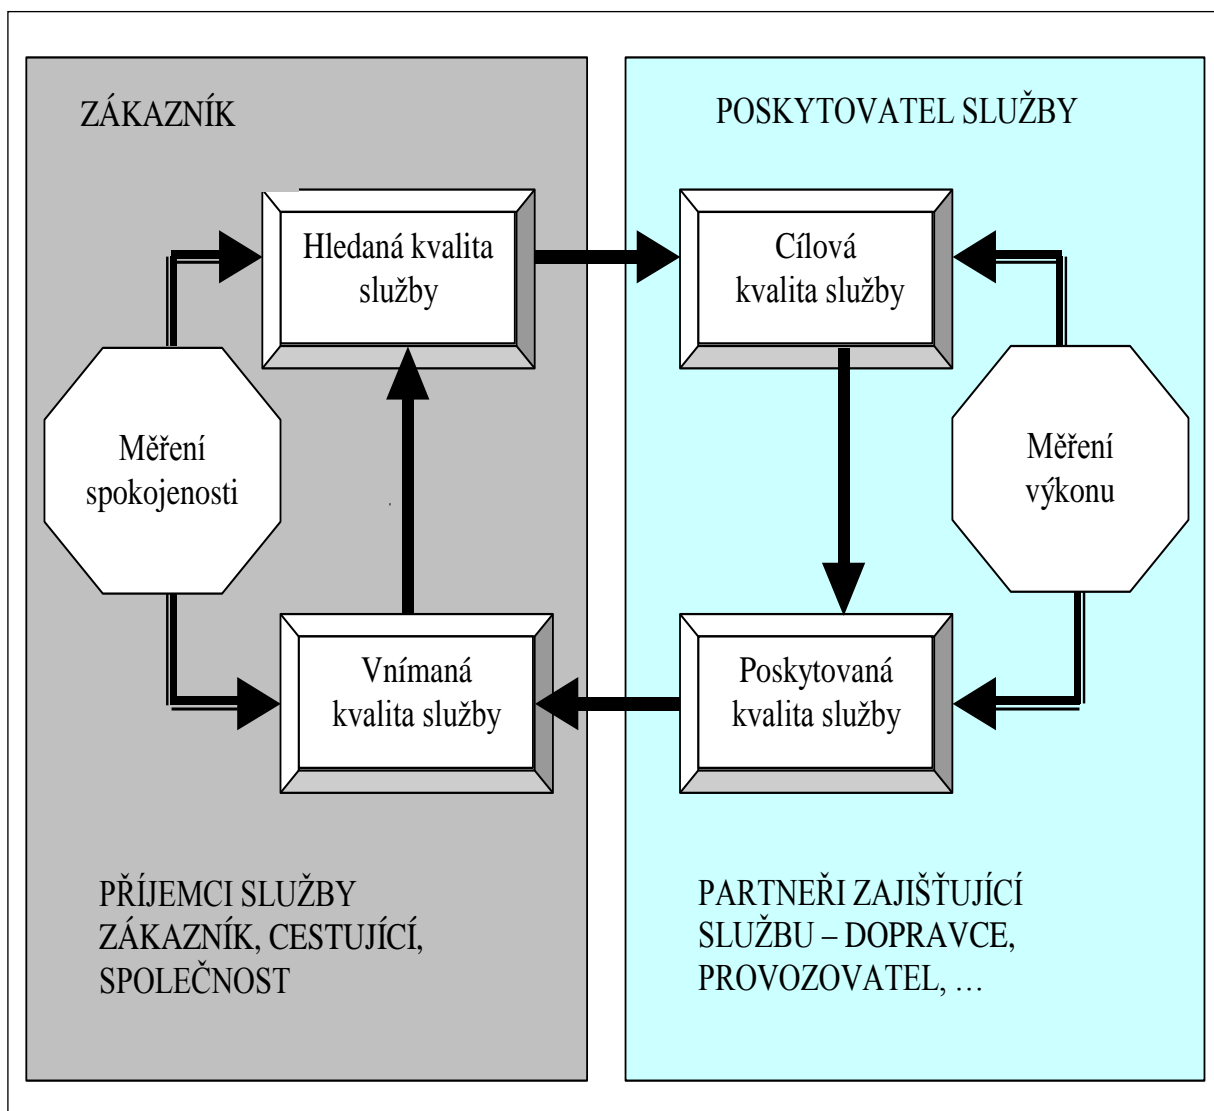 ZÁKAZNÍK
POSKYTOVATEL SLUŽBY
Hledaná kvalita
služby
Cílová
kvalita služby
Měření
spokojenosti
Měření
výkonu
Vnímaná
kvalita služby
Poskytovaná
kvalita služby
PŘÍJEMCI SLUŽBY
ZÁKAZNÍK, CESTUJÍCÍ,
SPOLEČNOST
PARTNEŘI ZAJIŠŤUJÍCÍ
SLUŽBU – DOPRAVCE,
PROVOZOVATEL, …